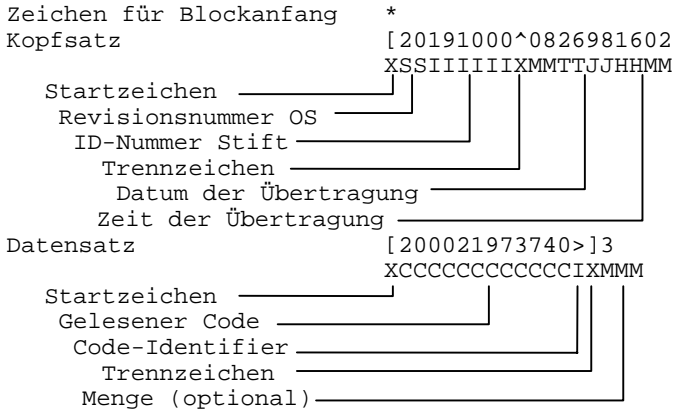 Zeichen für Blockanfang *
Kopfsatz [20191000^0826981602
XSSIIIIIIXMMTTJJHHMM
Startzeichen
Revisionsnummer OS
ID-Nummer Stift
Trennzeichen
Datum der Übertragung
Zeit der Übertragung
Datensatz [200021973740>]3
XCCCCCCCCCCCCIXMMM
Startzeichen
Gelesener Code
Code-Identifier
Trennzeichen
Menge (optional)